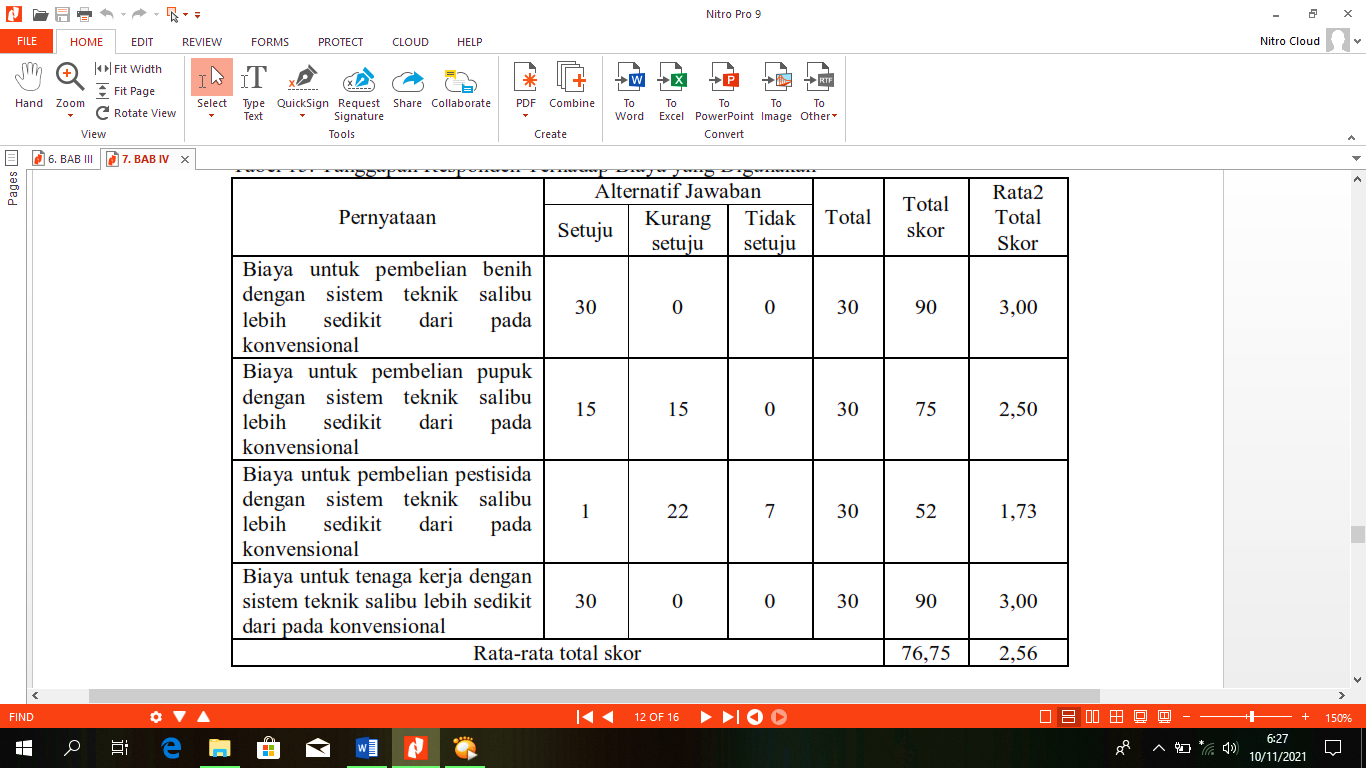 Nitro Pro 9
FILE HOME EDIT REVIEW FORMS PROTECT CLOUD HELP Nitro Cloud
Hand
Zoom
Fit Width
Fit Page
Rotate View
View
Select
Type
Text
QuickSign
Request
Signature
Share
Collaborate
Tools
PDF
Combine
Create
To
Word
To
Excel
To
PowerPoint
To
Image
To
Other
Convert
6. BAB III 7. BAB IV
Pages
Tabel 15. Tanggapan Responden Terhadap Biaya yang Digunakan
Pernyataan
Alternatif Jawaban
Setuju
Kurang
setuju
Tidak
setuju
Total
Total
skor
Rata2
Total
Skor
Biaya untuk pembelian benih
dengan sistem teknik salibu
lebih sedikit dari pada
konvensional
30 0 0 30 90 3,00
Biaya untuk pembelian pupuk
dengan sistem teknik salibu
lebih sedikit dari pada
konvensional
15 15 0 30 75 2,50
Biaya untuk pembelian pestisida
dengan sistem teknik salibu
lebih sedikit dari pada
konvensional
1 22 7 30 52 1,73
Biaya untuk tenaga kerja dengan
sistem teknik salibu lebih sedikit
dari pada konvensional
30 0 0 30 90 3,00
Rata-rata total skor 76,75 2,56
FIND
12 OF 16
150%
6:27
10/11/2021